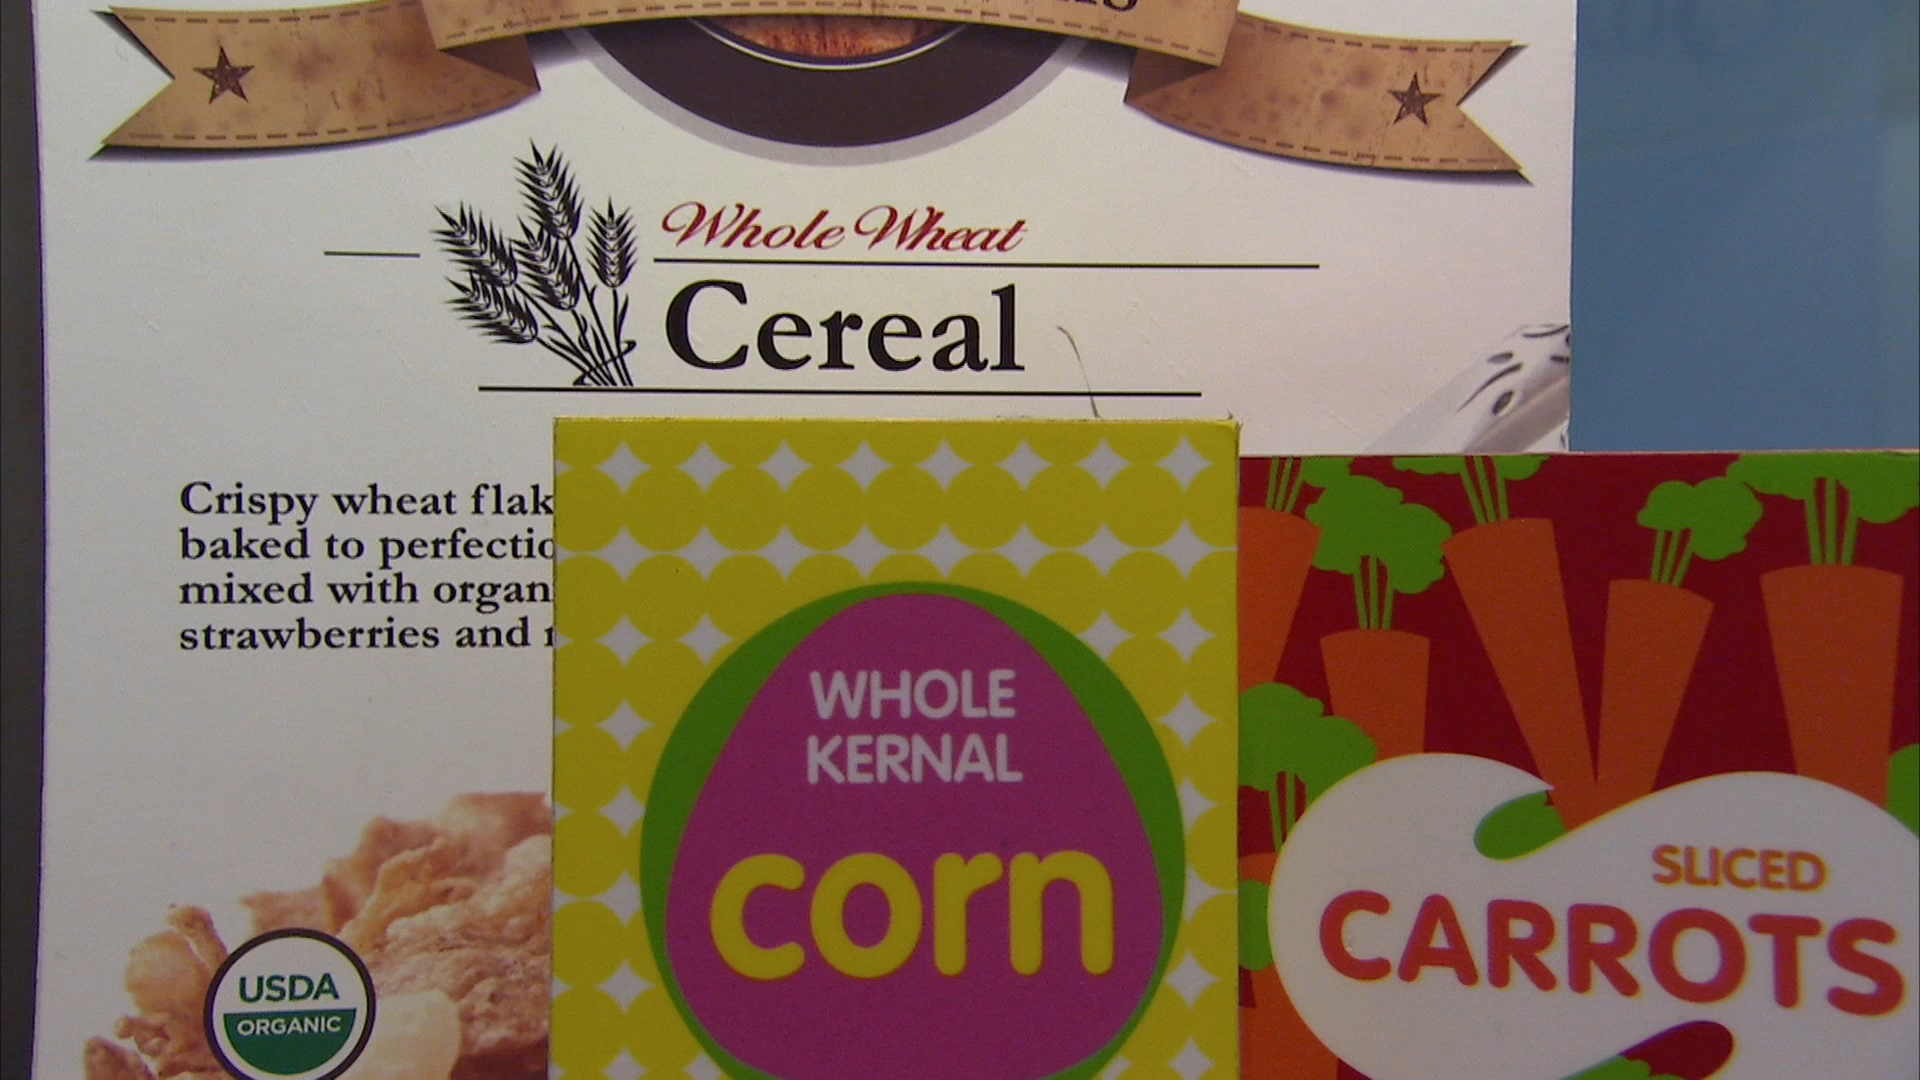 Whole Wheat
Cereal
Crispy wheat flak
baked to perfectio
mixed with organ
strawberries and
USDA
ORGANIC
WHOLE
KERNAL
corn
SLICED
CARROTS